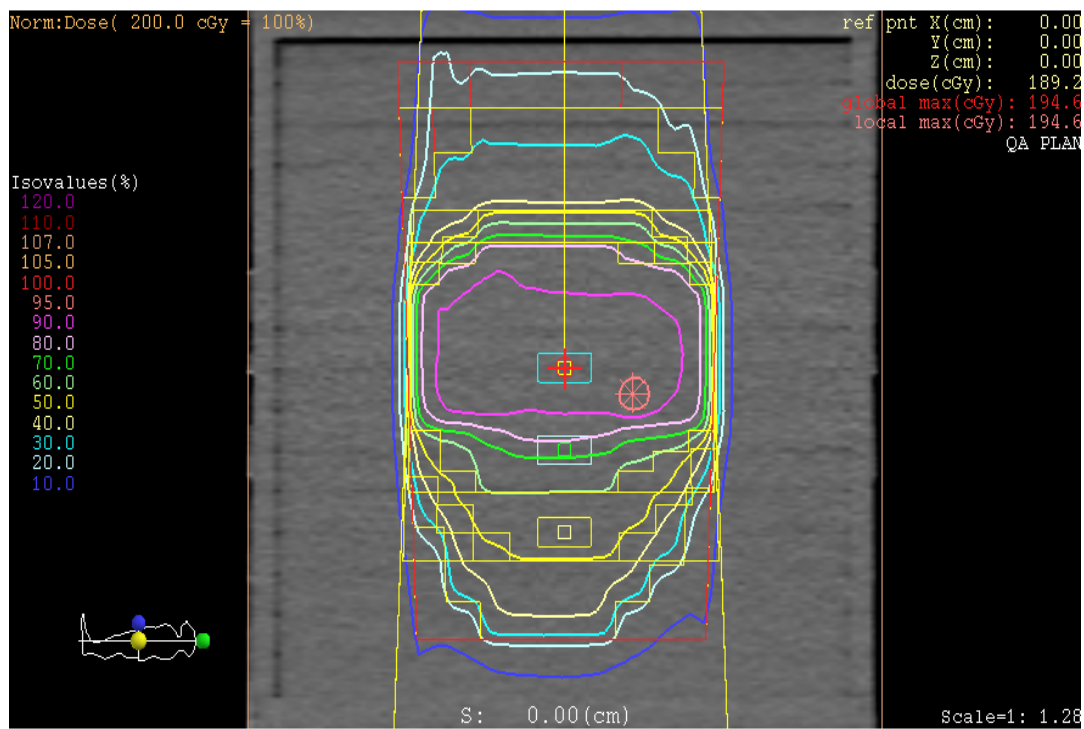 Norm:Dose( 200.0 cGy = 100%)
ref pnt X(cm): 0.00
Y(cm): 0.00
Z(cm): 0.00
dose(cGy): 189.2
global max(cGy): 194.6
local max(cGy): 194.6
QA PLAN
Isovalues(%)
120.0
110.0
107.0
105.0
100.0
95.0
90.0
80.0
70.0
60.0
50.0
40.0
30.0
20.0
10.0
S: 0.00(cm)
Scale=1: 1.28